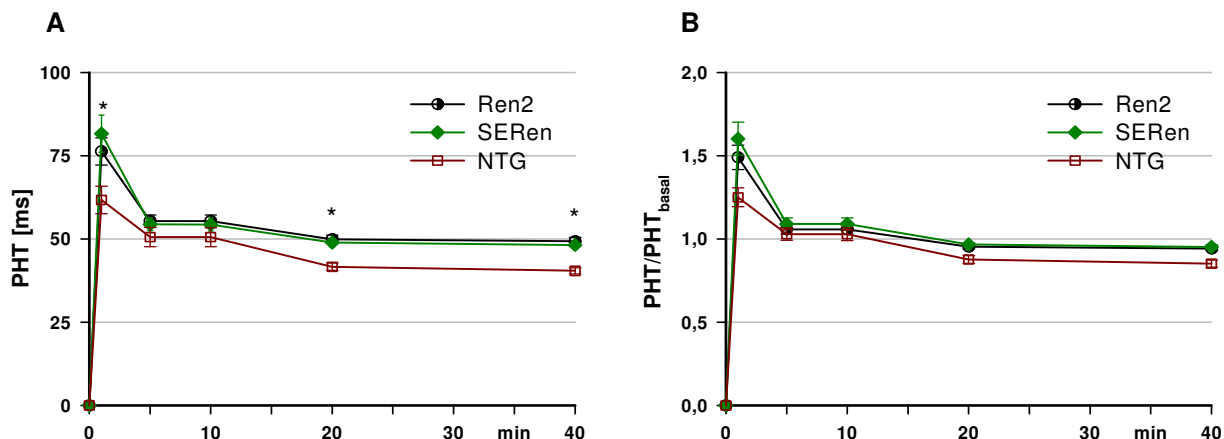 A
PHT [ms]
100
75
50
25
0
*
*
*
Ren2
SERen
NTG
0 10 20 30 min 40
B
PHT/PHTbasal
2,0
1,5
1,0
0,5
0,0
Ren2
SERen
NTG
0 10 20 30 min 40